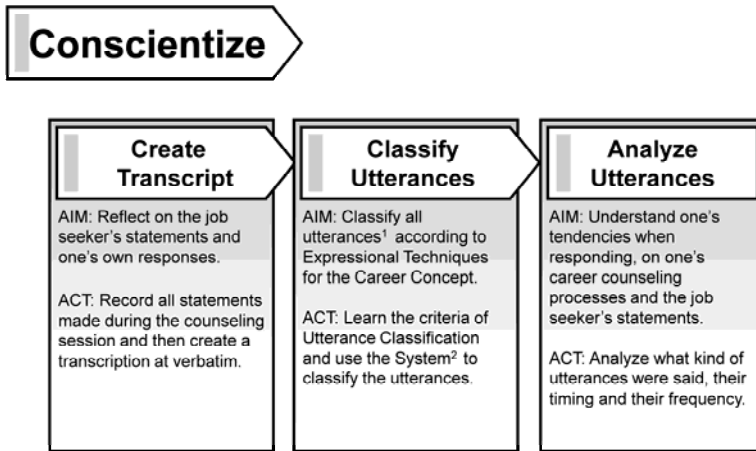 Conscientize
Create
Transcript
AIM: Reflect on the job
seeker's statements and
one's own responses.
ACT: Record all statements
made during the counseling
session and then create a
transcription at verbatim.
Classify
Utterances
AIM: Classify all
utterances¹ according to
Expressional Techniques
for the Career Concept.
ACT: Learn the criteria of
Utterance Classification
and use the System² to
classify the utterances.
Analyze
Utterances
AIM: Understand one's
tendencies when
responding, on one's
career counseling
processes and the job
seeker's statements.
ACT: Analyze what kind of
utterances were said, their
timing and their frequency.